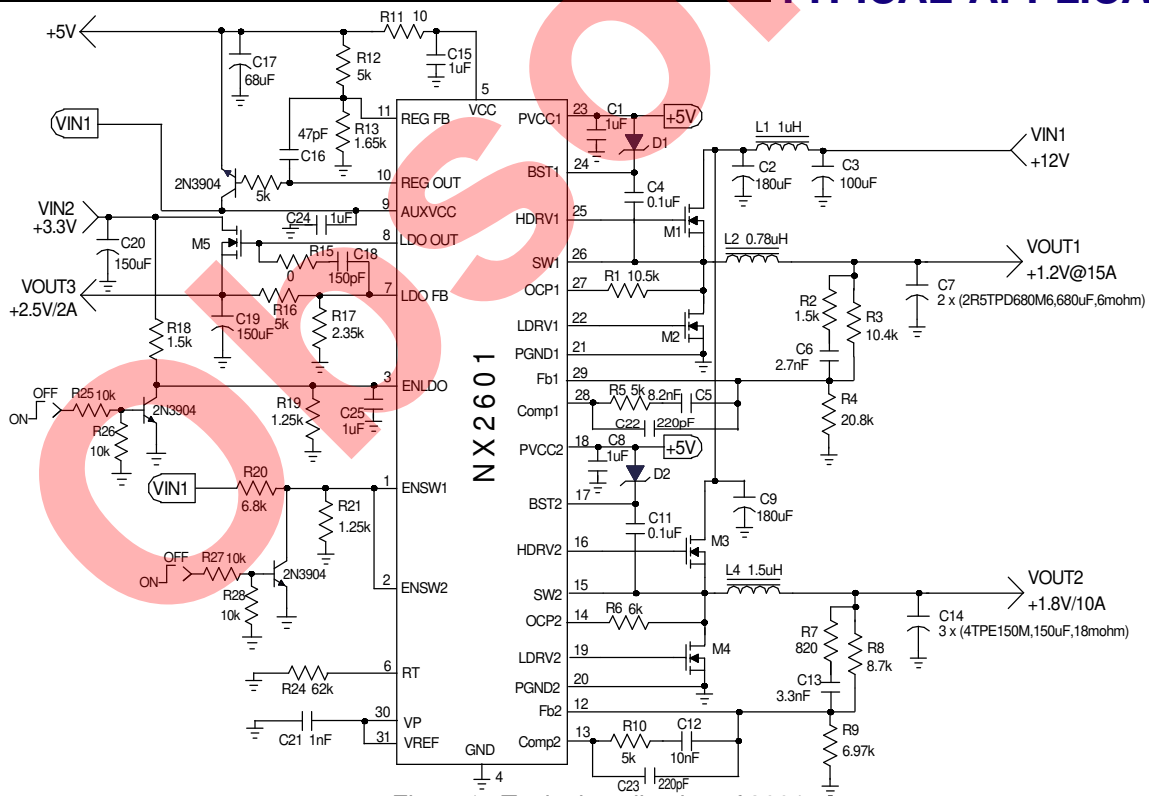 +5V
R11 10
C17
68uF
R12
5k
C15
1uF
5
VCC
VIN1
47pF
C16
11
REG FB
R13
1.65k
2N3904
5k
10
REG OUT
9
AUXVCC
C24
1uF
VIN2
+3.3V
C20
150uF
M5
8
LDO OUT
R15
0
C18
150pF
VOUT3
+2.5V/2A
7
LDO FB
R16
5k
C19
150uF
R17
2.35k
R18
1.5k
3
ENLDO
OFF
ON
R25 10k
2N3904
R26
10k
R19
1.25k
C25
1uF
VIN1
R20
6.8k
1
ENSW1
R21
1.25k
OFF
ON
R27 10k
2N3904
R28
10k
2
ENSW2
6
RT
R24 62k
30
VP
31
VREF
C21 1nF
GND
4
NX2601
PVCC1
23
C1
1uF
+5V
D1
24
BST1
C4
0.1uF
L1 1uH
C2
180uF
C3
100uF
VIN1
+12V
HDRV1
25
M1
SW1
26
L2 0.78uH
VOUT1
+1.2V@15A
C7
2 x (2R5TPD680M6,680uF,6mohm)
OCP1
27
R1 10.5k
LDRV1
22
M2
PGND1
21
R2
1.5k
R3
10.4k
C6
2.7nF
Fb1
29
Comp1
28
R5 5k
8.2nF
C5
C22
220pF
R4
20.8k
PVCC2
18
C8
1uF
+5V
D2
BST2
17
C11
0.1uF
C9
180uF
HDRV2
16
M3
SW2
15
L4 1.5uH
VOUT2
+1.8V/10A
C14
3 x (4TPE150M,150uF,18mohm)
OCP2
14
R6 6k
LDRV2
19
M4
PGND2
20
R7
820
R8
8.7k
C13
3.3nF
Fb2
12
Comp2
13
R10
5k
C12
10nF
C23
220pF
R9
6.97k